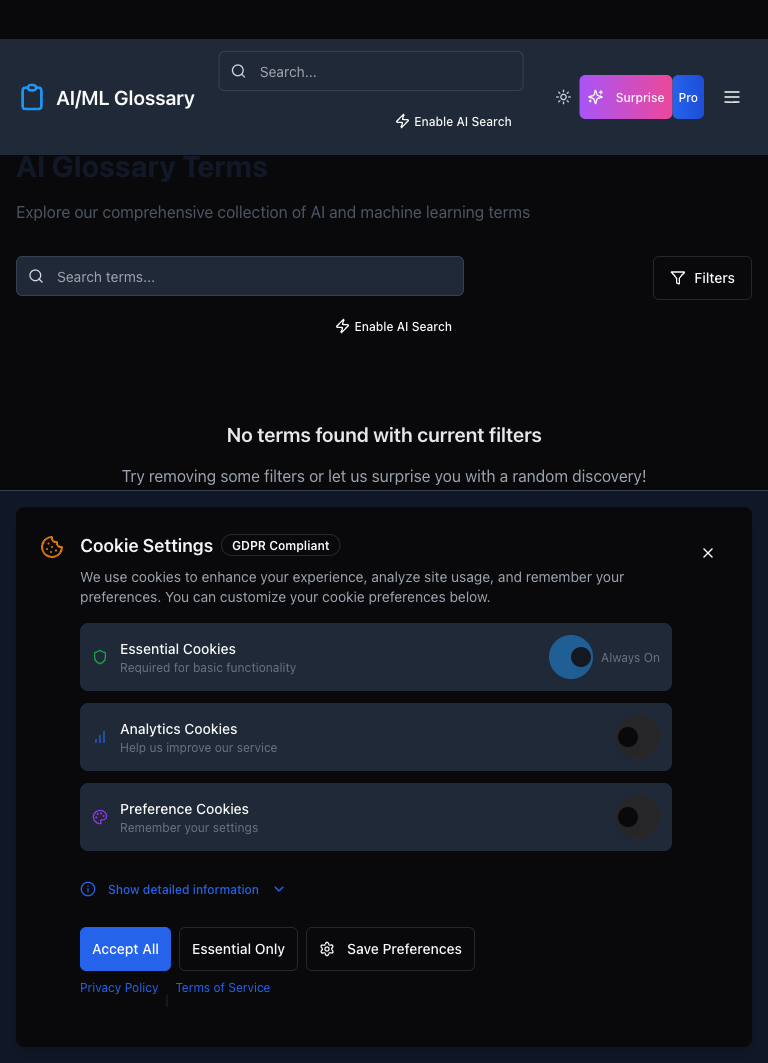 AI/ML Glossary
Search...
Enable AI Search
Surprise
Pro
AI Glossary Terms
Explore our comprehensive collection of AI and machine learning terms
Search terms...
Filters
Enable AI Search
No terms found with current filters
Try removing some filters or let us surprise you with a random discovery!
Cookie Settings
GDPR Compliant
We use cookies to enhance your experience, analyze site usage, and remember your
preferences. You can customize your cookie preferences below.
Essential Cookies
Required for basic functionality
Always On
Analytics Cookies
Help us improve our service
Preference Cookies
Remember your settings
Show detailed information
Accept All
Essential Only
Save Preferences
Privacy Policy | Terms of Service